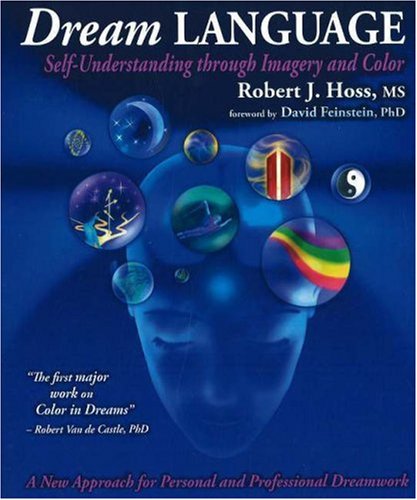 Dream LANGUAGE
Self-Understanding through Imagery and Color
Robert J. Hoss, MS
foreword by David Feinstein, PhD
"The first major
work on
Color in Dreams"
– Robert Van de Castle, PhD
A New Approach for Personal and Professional Dreamwork